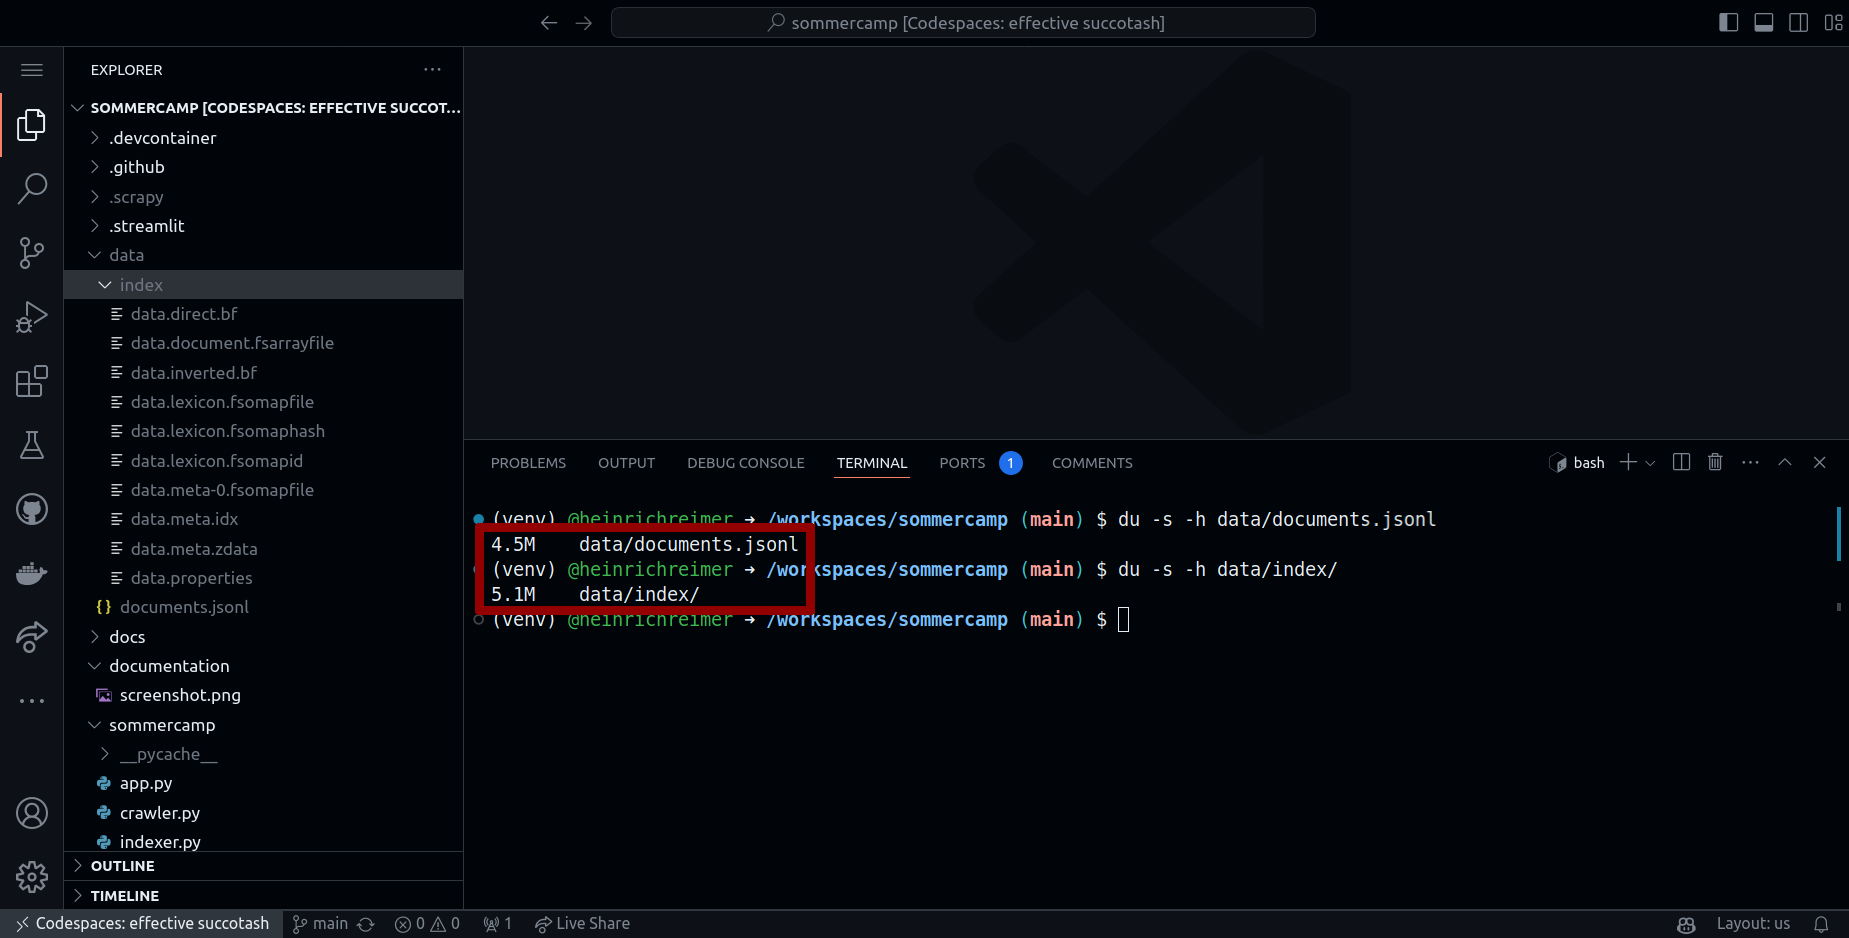 sommercamp [Codespaces: effective succotash]
EXPLORER
SOMMERCAMP [CODESPACES: EFFECTIVE SUCCOT...
.devcontainer
.github
.scrapy
.streamlit
data
index
data.direct.bf
data.document.fsarrayfile
data.inverted.bf
data.lexicon.fsomapfile
data.lexicon.fsomaphash
data.lexicon.fsomapid
data.meta-0.fsomapfile
data.meta.idx
data.meta.zdata
data.properties
{} documents.jsonl
docs
documentation
screenshot.png
sommercamp
__pycache__
app.py
crawler.py
indexer.py
OUTLINE
TIMELINE
PROBLEMS OUTPUT DEBUG CONSOLE TERMINAL PORTS 1 COMMENTS
bash
(venv) @heinrichreimer ➜ /workspaces/sommercamp (main) $ du -s -h data/documents.jsonl
4.5M data/documents.jsonl
(venv) @heinrichreimer ➜ /workspaces/sommercamp (main) $ du -s -h data/index/
5.1M data/index/
(venv) @heinrichreimer ➜ /workspaces/sommercamp (main) $
Codespaces: effective succotash main 0 0 1 Live Share Layout: us